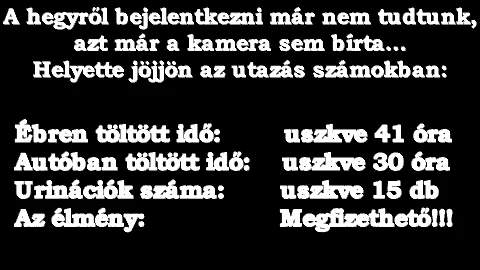 A hegyről bejelentkezni már nem tudtunk,
azt már a kamera sem bírta...
Helyette jöjjön az utazás számokban:
Ébren töltött idő: uszkve 41 óra
Autóban töltött idő: uszkve 30 óra
Urinációk száma: uszkve 15 db
Az élmény: Megfizethető!!!